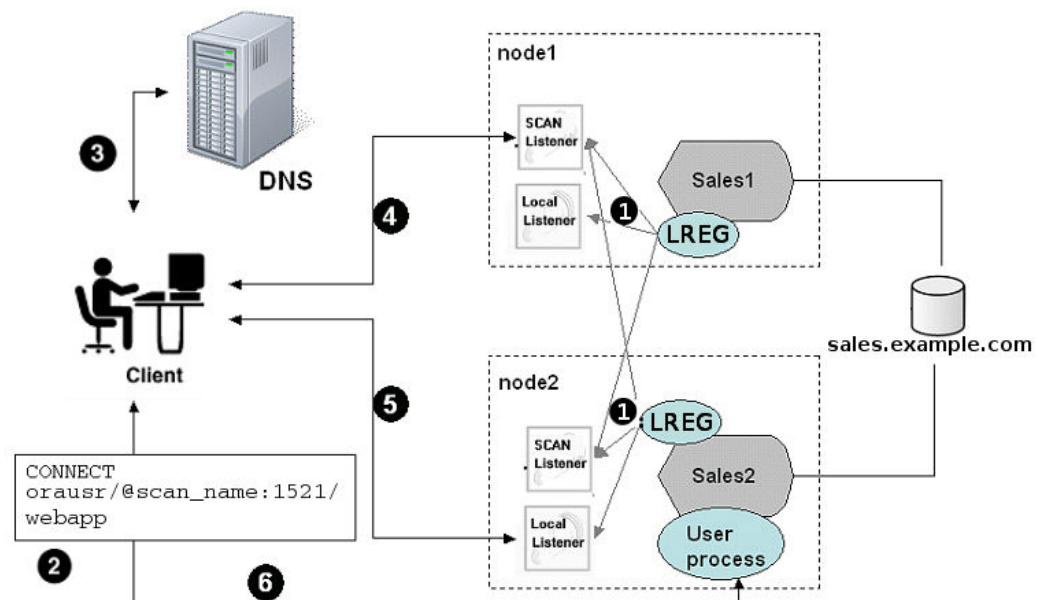 node1
SCAN
Listener
3
DNS
Sales1
Local
Listener
1
4
LREG
sales.example.com
Client
node2
5
1
LREG
SCAN
Listener
CONNECT
orausr/@scan_name:1521/
webapp
Sales2
Local
Listener
User
process
2
6